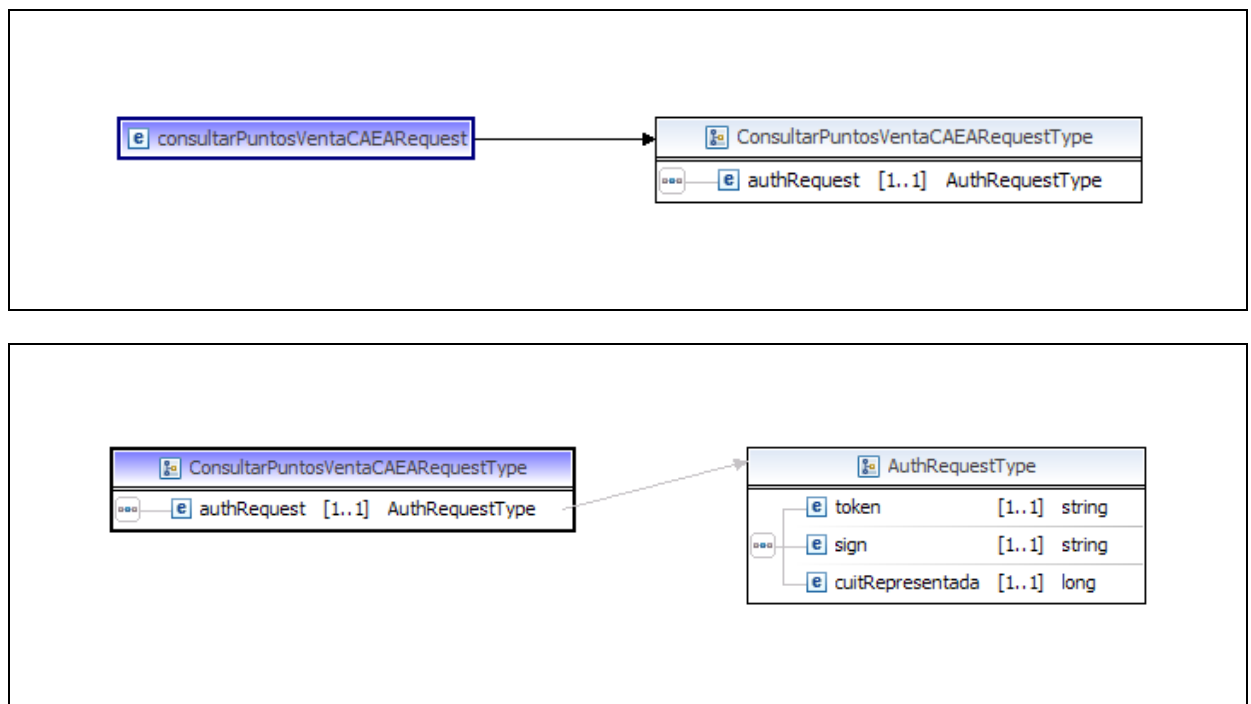 e consultarPuntosVentaCAEARequest
ConsultarPuntosVentaCAEARequestType
e authRequest [1..1] AuthRequestType
ConsultarPuntosVentaCAEARequestType
e authRequest [1..1] AuthRequestType
AuthRequestType
e token [1..1] string
e sign [1..1] string
e cuitRepresentada [1..1] long